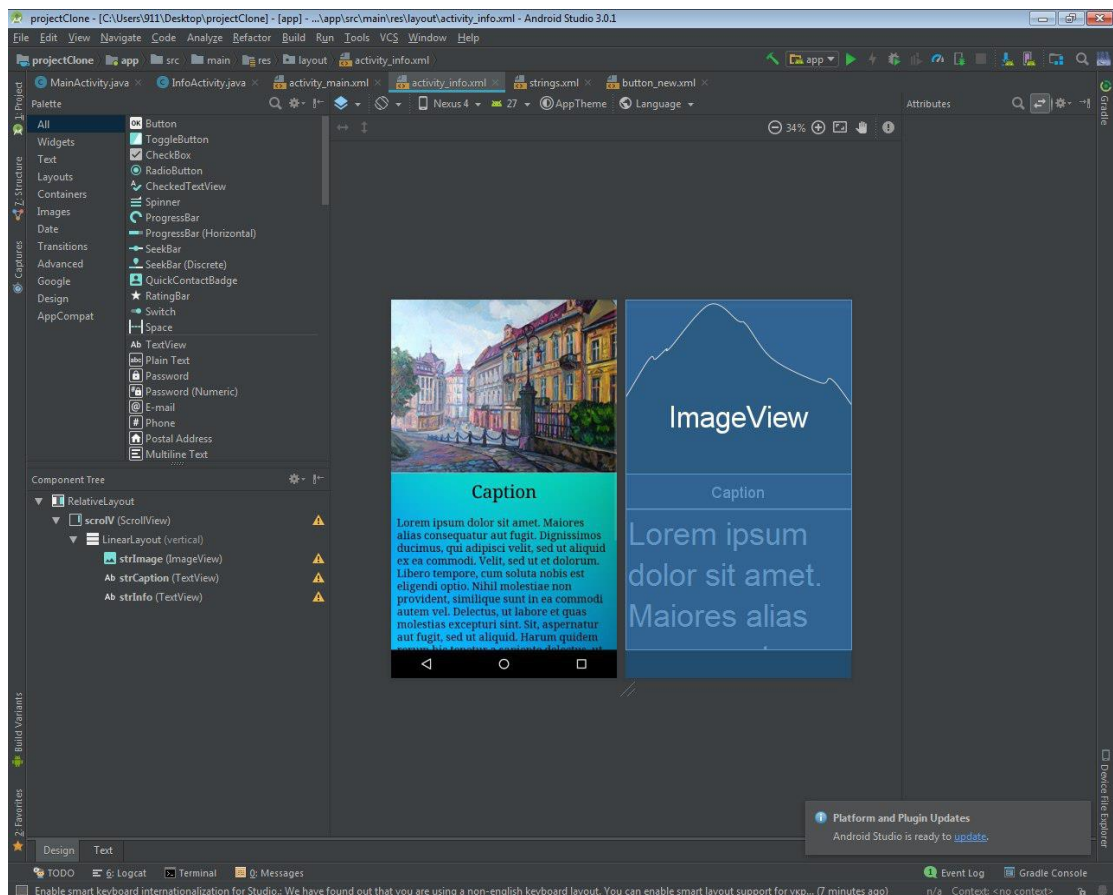 projectClone - [C:\Users\911\Desktop\projectClone] - [app] - ...\app\src\main\res\layout\activity_info.xml - Android Studio 3.0.1
File Edit View Navigate Code Analyze Refactor Build Run Tools VCS Window Help
projectClone app src main res layout activity_info.xml app
MainActivity.java InfoActivity.java activity_main.xml activity_info.xml strings.xml button_new.xml
Palette
Nexus 4 27 AppTheme Language
Attributes
34%
All
Widgets
Text
Layouts
Containers
Images
Date
Transitions
Advanced
Google
Design
AppCompat
OK Button
ToggleButton
CheckBox
RadioButton
CheckedTextView
Spinner
ProgressBar
ProgressBar (Horizontal)
SeekBar
SeekBar (Discrete)
QuickContactBadge
RatingBar
Switch
Space
Ab TextView
abc Plain Text
Password
Password (Numeric)
@ E-mail
# Phone
Postal Address
Multiline Text
Component Tree
RelativeLayout
scrolV (ScrollView)
LinearLayout (vertical)
strImage (ImageView)
Ab strCaption (TextView)
Ab strInfo (TextView)
Caption
Lorem ipsum dolor sit amet. Maiores
alias consequatur aut fugit. Dignissimos
ducimus, qui adipisci velit, sed ut aliquid
ex ea commodi. Velit, sed ut et dolorum.
Libero tempore, cum soluta nobis est
eligendi optio. Nihil molestiae non
provident, similique sunt in ea commodi
autem vel. Delectus, ut labore et quas
molestias excepturi sint. Sit, aspernatur
aut fugit, sed ut aliquid. Harum quidem
ImageView
Caption
Lorem ipsum
dolor sit amet.
Maiores alias
1: Project
7: Structure
Captures
Build Variants
2: Favorites
Gradle
Device File Explorer
Platform and Plugin Updates
Android Studio is ready to update.
Design Text
TODO 6: Logcat Terminal 0: Messages
1 Event Log Gradle Console
Enable smart keyboard internationalization for Studio.: We have found out that you are using a non-english keyboard layout. You can enable smart layout support for укр... (7 minutes ago) n/a Context: <no context>